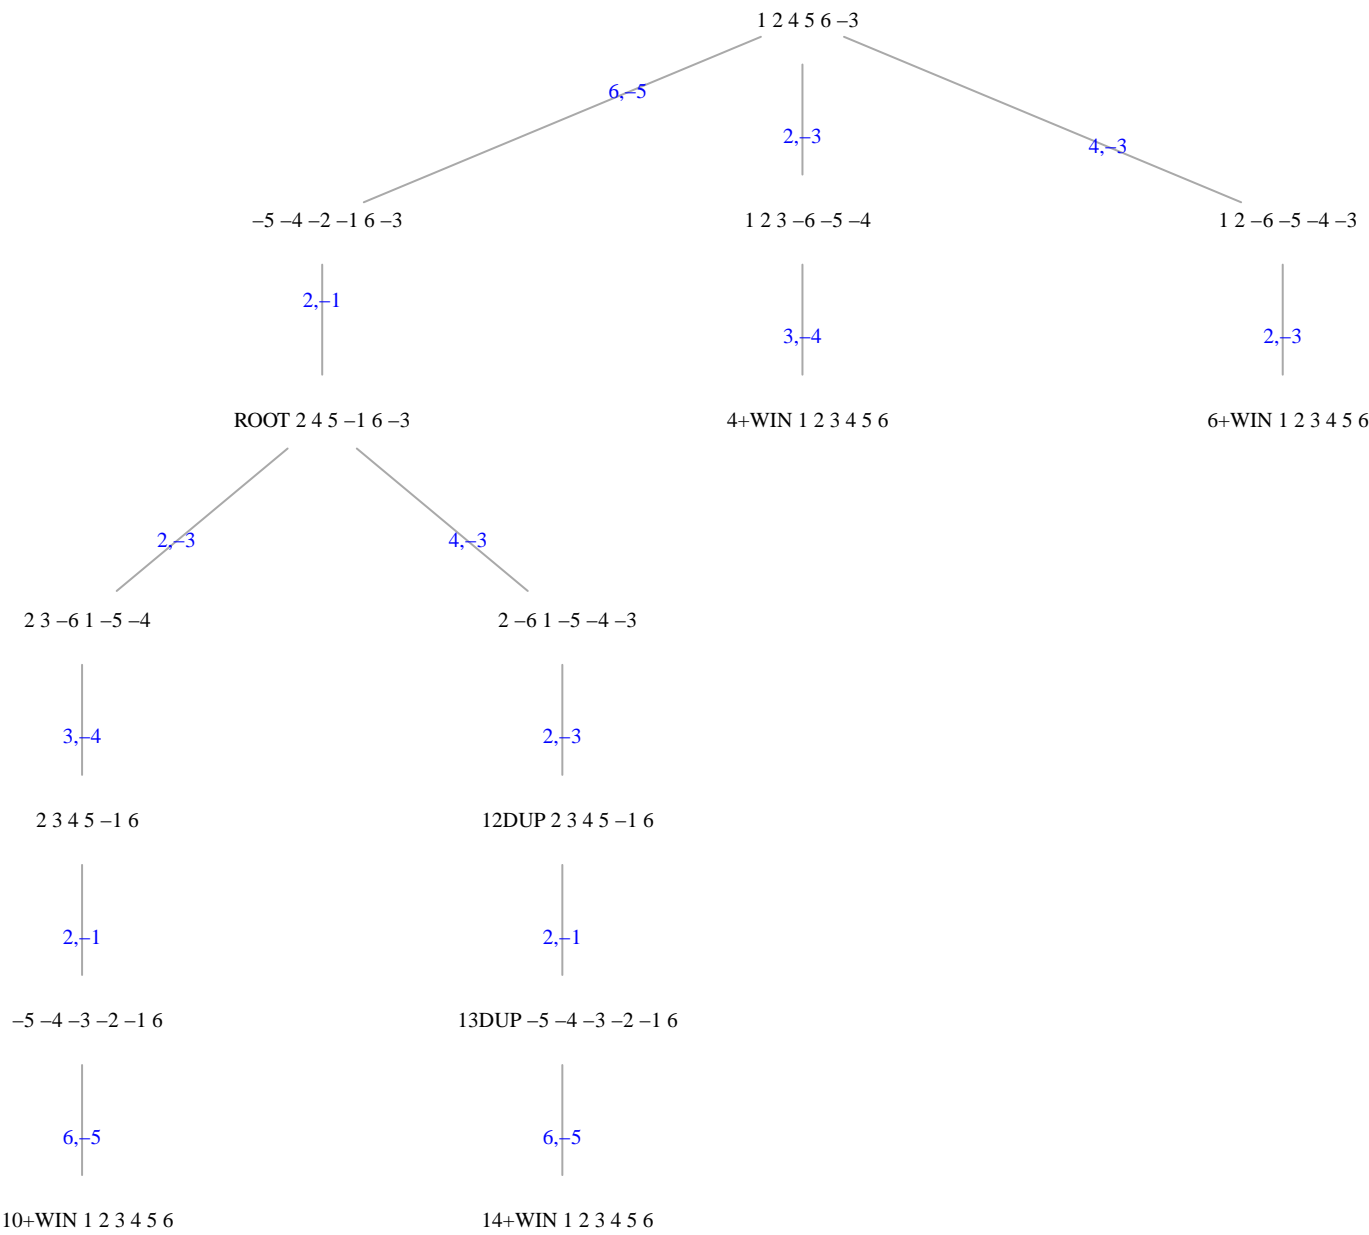 1 2 4 5 6 –3
6,–5
2,–3
4,–3
–5 –4 –2 –1 6 –3
1 2 3 –6 –5 –4
1 2 –6 –5 –4 –3
2,–1
3,–4
2,–3
ROOT 2 4 5 –1 6 –3
4+WIN 1 2 3 4 5 6
6+WIN 1 2 3 4 5 6
2,–3
4,–3
2 3 –6 1 –5 –4
2 –6 1 –5 –4 –3
3,–4
2,–3
2 3 4 5 –1 6
12DUP 2 3 4 5 –1 6
2,–1
2,–1
–5 –4 –3 –2 –1 6
13DUP –5 –4 –3 –2 –1 6
6,–5
6,–5
10+WIN 1 2 3 4 5 6
14+WIN 1 2 3 4 5 6